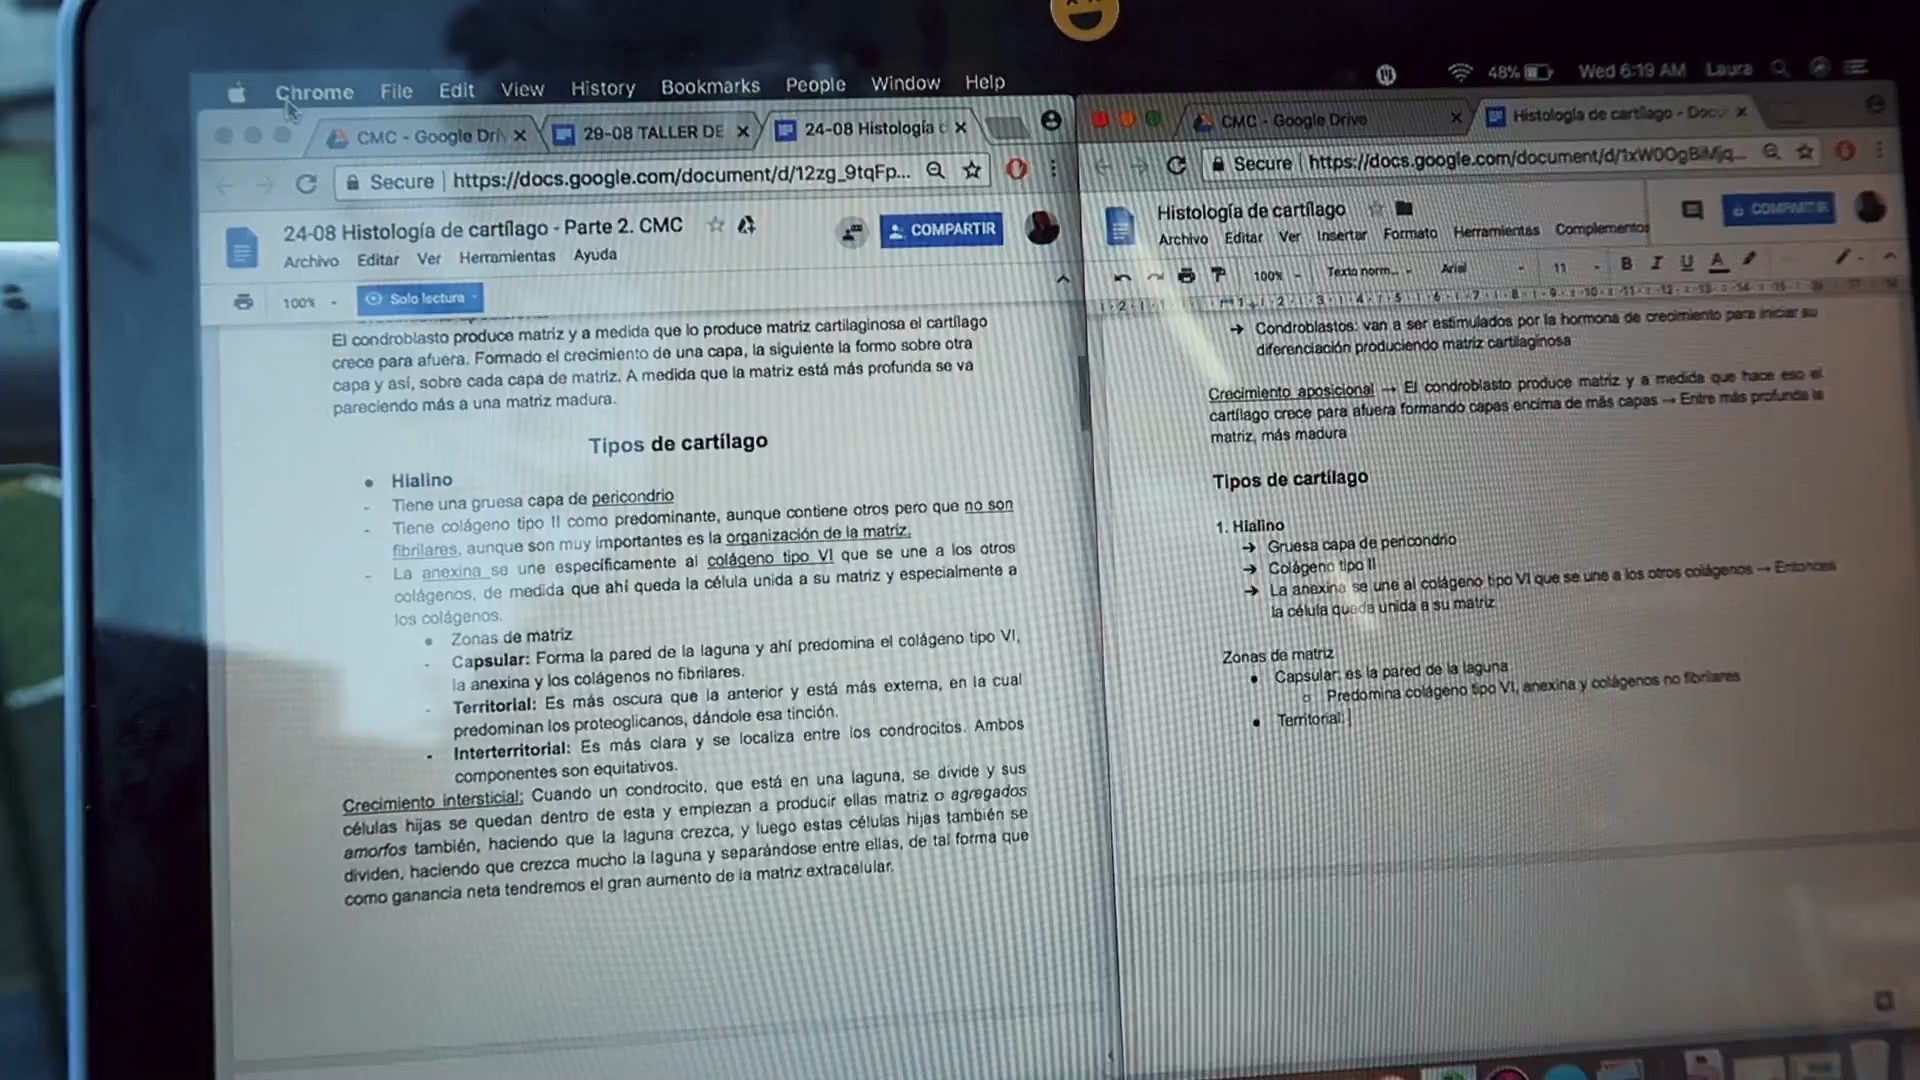 Chrome File Edit View History Bookmarks People Window Help
48% Wed 6:19 AM Laura
CMC - Google Driv
29-08 TALLER DE
24-08 Histología
Secure https://docs.google.com/document/d/12zg_9tqFp...
24-08 Histología de cartílago - Parte 2. CMC
COMPARTIR
Archivo Editar Ver Herramientas Ayuda
100% Solo lectura
El condroblasto produce matriz y a medida que lo produce matriz cartilaginosa el cartílago
crece para afuera. Formado el crecimiento de una capa, la siguiente la formo sobre otra
capa y así, sobre cada capa de matriz. A medida que la matriz está más profunda se va
pareciendo más a una matriz madura.
Tipos de cartílago
● Hialino
- Tiene una gruesa capa de pericondrio
- Tiene colágeno tipo II como predominante, aunque contiene otros pero que no son
fibrilares, aunque son muy importantes es la organización de la matriz.
- La anexina se une específicamente al colágeno tipo VI que se une a los otros
colágenos, de medida que ahí queda la célula unida a su matriz y especialmente a
los colágenos.
● Zonas de matriz
- Capsular: Forma la pared de la laguna y ahí predomina el colágeno tipo VI,
la anexina y los colágenos no fibrilares.
- Territorial: Es más oscura que la anterior y está más externa, en la cual
predominan los proteoglicanos, dándole esa tinción.
- Interterritorial: Es más clara y se localiza entre los condrocitos. Ambos
componentes son equitativos.
Crecimiento intersticial: Cuando un condrocito, que está en una laguna, se divide y sus
células hijas se quedan dentro de esta y empiezan a producir ellas matriz o agregados
amorfos también, haciendo que la laguna crezca, y luego estas células hijas también se
dividen, haciendo que crezca mucho la laguna y separándose entre ellas, de tal forma que
como ganancia neta tendremos el gran aumento de la matriz extracelular.
CMC - Google Drive
Histología de cartílago - Docu
Secure https://docs.google.com/document/d/1xW0OgBiMjq...
Histología de cartílago
COMPARTIR
Archivo Editar Ver Insertar Formato Herramientas Complementos
100% Texto norm... Arial 11 B I U A
➔ Condroblastos: van a ser estimulados por la hormona de crecimiento para iniciar su
diferenciación produciendo matriz cartilaginosa
Crecimiento aposicional → El condroblasto produce matriz y a medida que hace eso el
cartílago crece para afuera formando capas encima de más capas → Entre más profunda la
matriz, más madura
Tipos de cartílago
1. Hialino
➔ Gruesa capa de pericondrio
➔ Colágeno tipo II
➔ La anexina se une al colágeno tipo VI que se une a los otros colágenos → Entonces
la célula queda unida a su matriz
Zonas de matriz
● Capsular: es la pared de la laguna
○ Predomina colágeno tipo VI, anexina y colágenos no fibrilares
● Territorial: